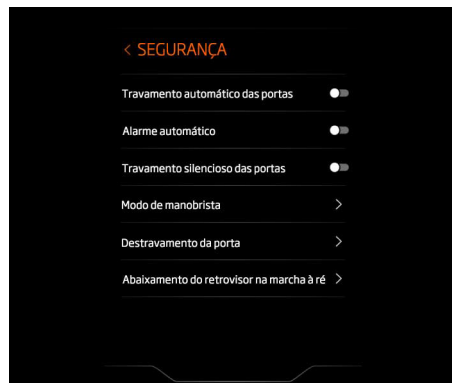 < SEGURANÇA
Travamento automático das portas
Alarme automático
Travamento silencioso das portas
Modo de manobrista >
Destravamento da porta >
Abaixamento do retrovisor na marcha à ré >